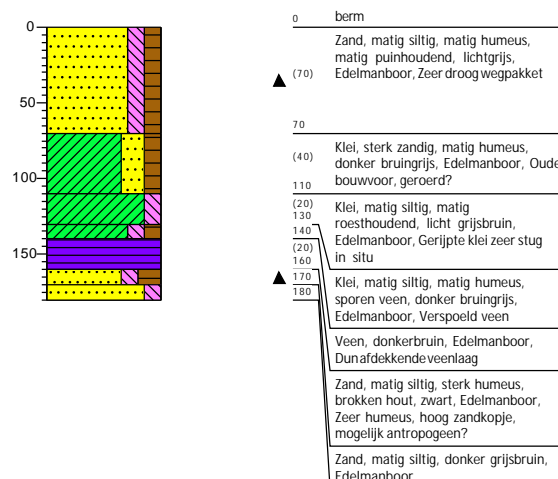 0
50
100
150
0 berm
Zand, matig siltig, matig humeus,
matig puinhoudend, lichtgrijs,
(70) Edelmanboor, Zeer droog wegpakket
70
Klei, sterk zandig, matig humeus,
(40) donker bruingrijs, Edelmanboor, Oude
bouwvoor, geroerd?
110
(20) Klei, matig siltig, matig
130 roesthoudend, licht grijsbruin,
140 Edelmanboor, Gerijpte klei zeer stug
(20) in situ
160
170 Klei, matig siltig, matig humeus,
180 sporen veen, donker bruingrijs,
Edelmanboor, Verspoeld veen
Veen, donkerbruin, Edelmanboor,
Dun afdekkende veenlaag
Zand, matig siltig, sterk humeus,
brokken hout, zwart, Edelmanboor,
Zeer humeus, hoog zandkopje,
mogelijk antropogeen?
Zand, matig siltig, donker grijsbruin,
Edelmanboor